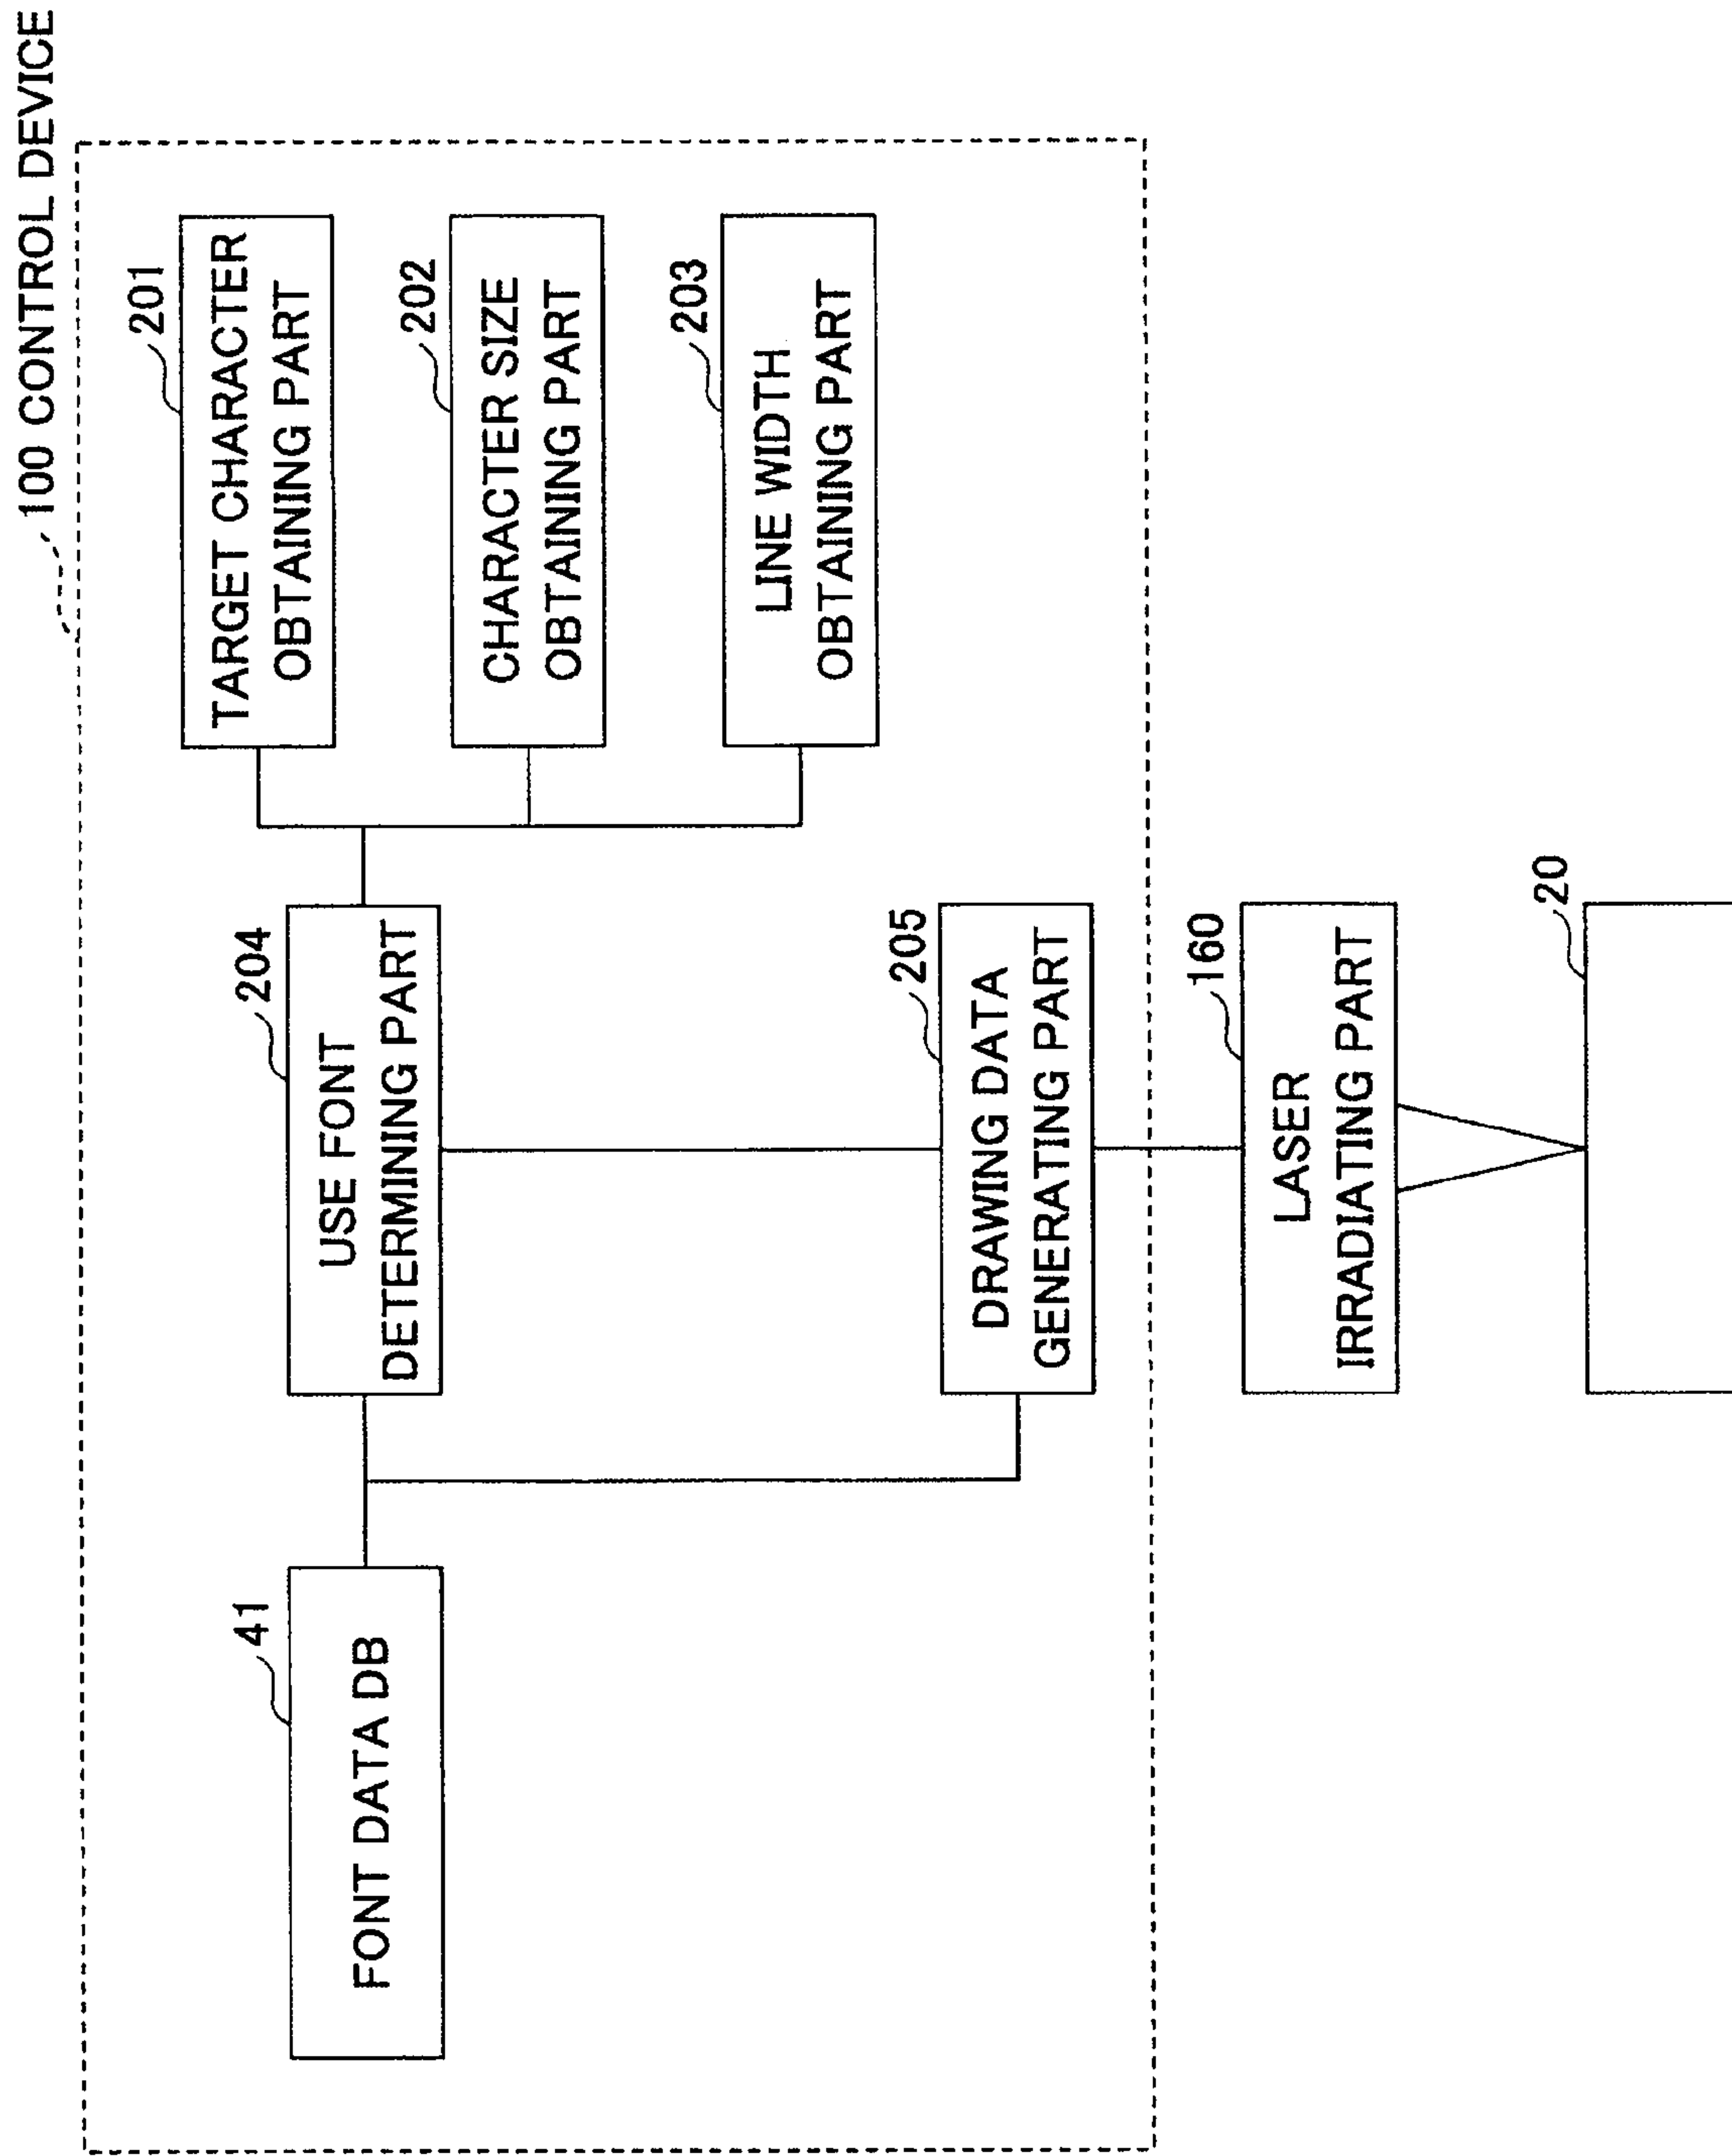 100 CONTROL DEVICE
41
FONT DATA DB
204
USE FONT
DETERMINING PART
201
TARGET CHARACTER
OBTAINING PART
202
CHARACTER SIZE
OBTAINING PART
203
LINE WIDTH
OBTAINING PART
205
DRAWING DATA
GENERATING PART
160
LASER
IRRADIATING PART
20